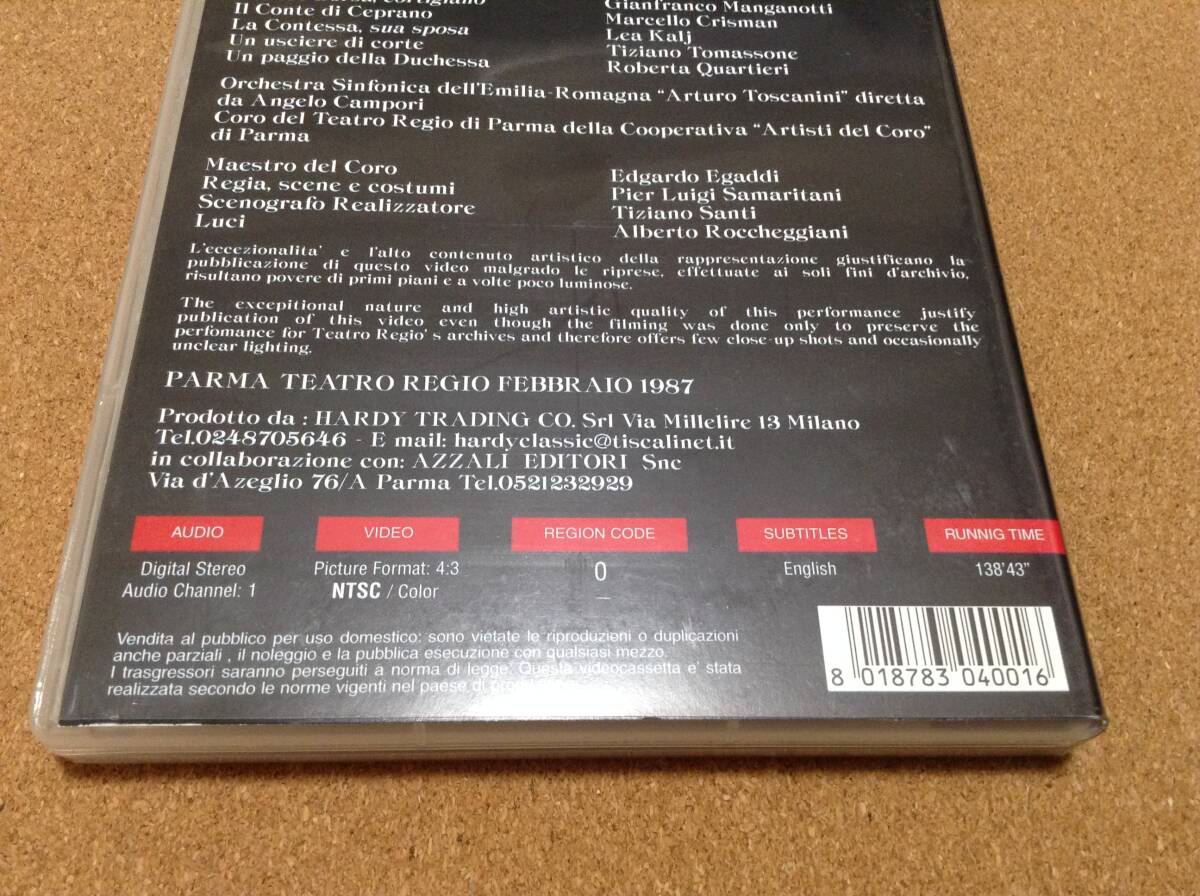 cortigiano Gianfranco Manganotti
Il Conte di Ceprano Marcello Crisman
La Contessa, sua sposa Lea Kalj
Un usciere di corte Tiziano Tomassone
Un paggio della Duchessa Roberta Quartieri
Orchestra Sinfonica dell'Emilia-Romagna "Arturo Toscanini" diretta
da Angelo Campori
Coro del Teatro Regio di Parma della Cooperativa "Artisti del Coro"
di Parma
Maestro del Coro Edgardo Egaddi
Regia, scene e costumi Pier Luigi Samaritani
Scenografo Realizzatore Tiziano Santi
Luci Alberto Roccheggiani
L'eccezionalita' e l'alto contenuto artistico della rappresentazione giustificano la
pubblicazione di questo video malgrado le riprese, effettuate ai soli fini d'archivio,
risultano povere di primi piani e a volte poco luminose.
The excepitional nature and high artistic quality of this performance justify
publication of this video even though the filming was done only to preserve the
perfomance for Teatro Regio's archives and therefore offers few close-up shots and occasionally
unclear lighting.
PARMA TEATRO REGIO FEBBRAIO 1987
Prodotto da : HARDY TRADING CO. Srl Via Millelire 13 Milano
Tel.0248705646 - E mail: hardyclassic@tiscalinet.it
in collaborazione con: AZZALI EDITORI Snc
Via d'Azeglio 76/A Parma Tel.0521232929
AUDIO VIDEO REGION CODE SUBTITLES RUNNIG TIME
Digital Stereo Picture Format: 4:3 0 English 138'43"
Audio Channel: 1 NTSC / Color
Vendita al pubblico per uso domestico: sono vietate le riproduzioni o duplicazioni
anche parziali , il noleggio e la pubblica esecuzione con qualsiasi mezzo.
I trasgressori saranno perseguiti a norma di legge. Questa videocassetta e' stata
realizzata secondo le norme vigenti nel paese di
8 018783 040016